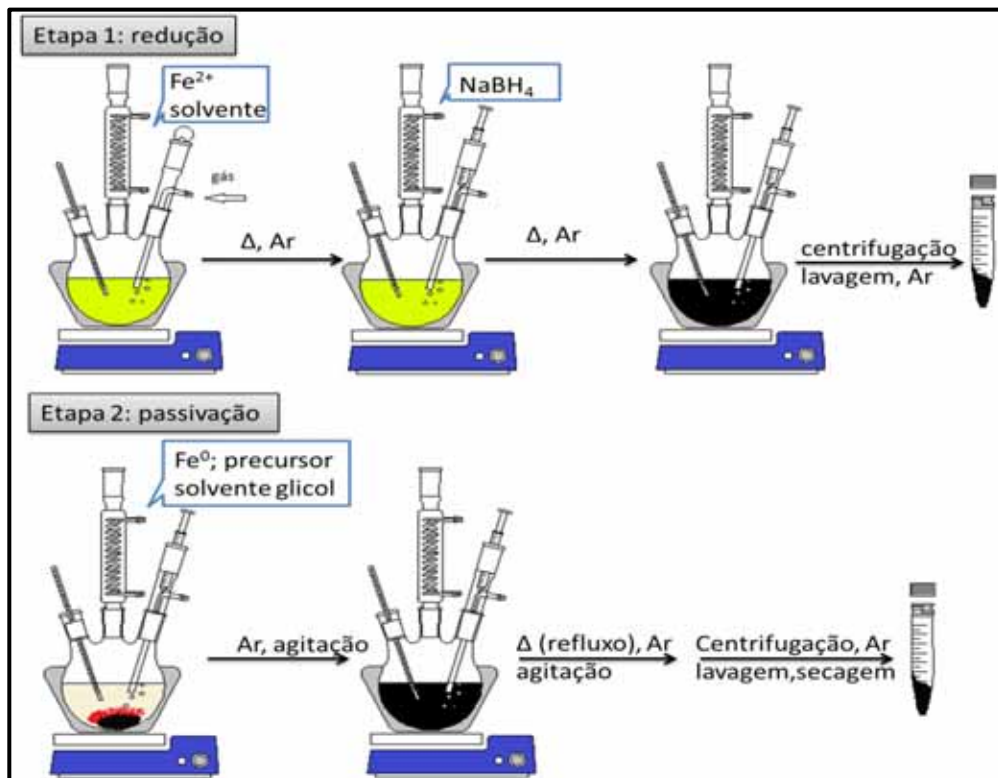 Etapa 1: redução
Fe²⁺
solvente
gás
Δ, Ar
NaBH₄
Δ, Ar
centrifugação
lavagem, Ar
Etapa 2: passivação
Fe⁰; precursor
solvente glicol
Ar, agitação
Δ (refluxo), Ar
agitação
Centrifugação, Ar
lavagem,secagem